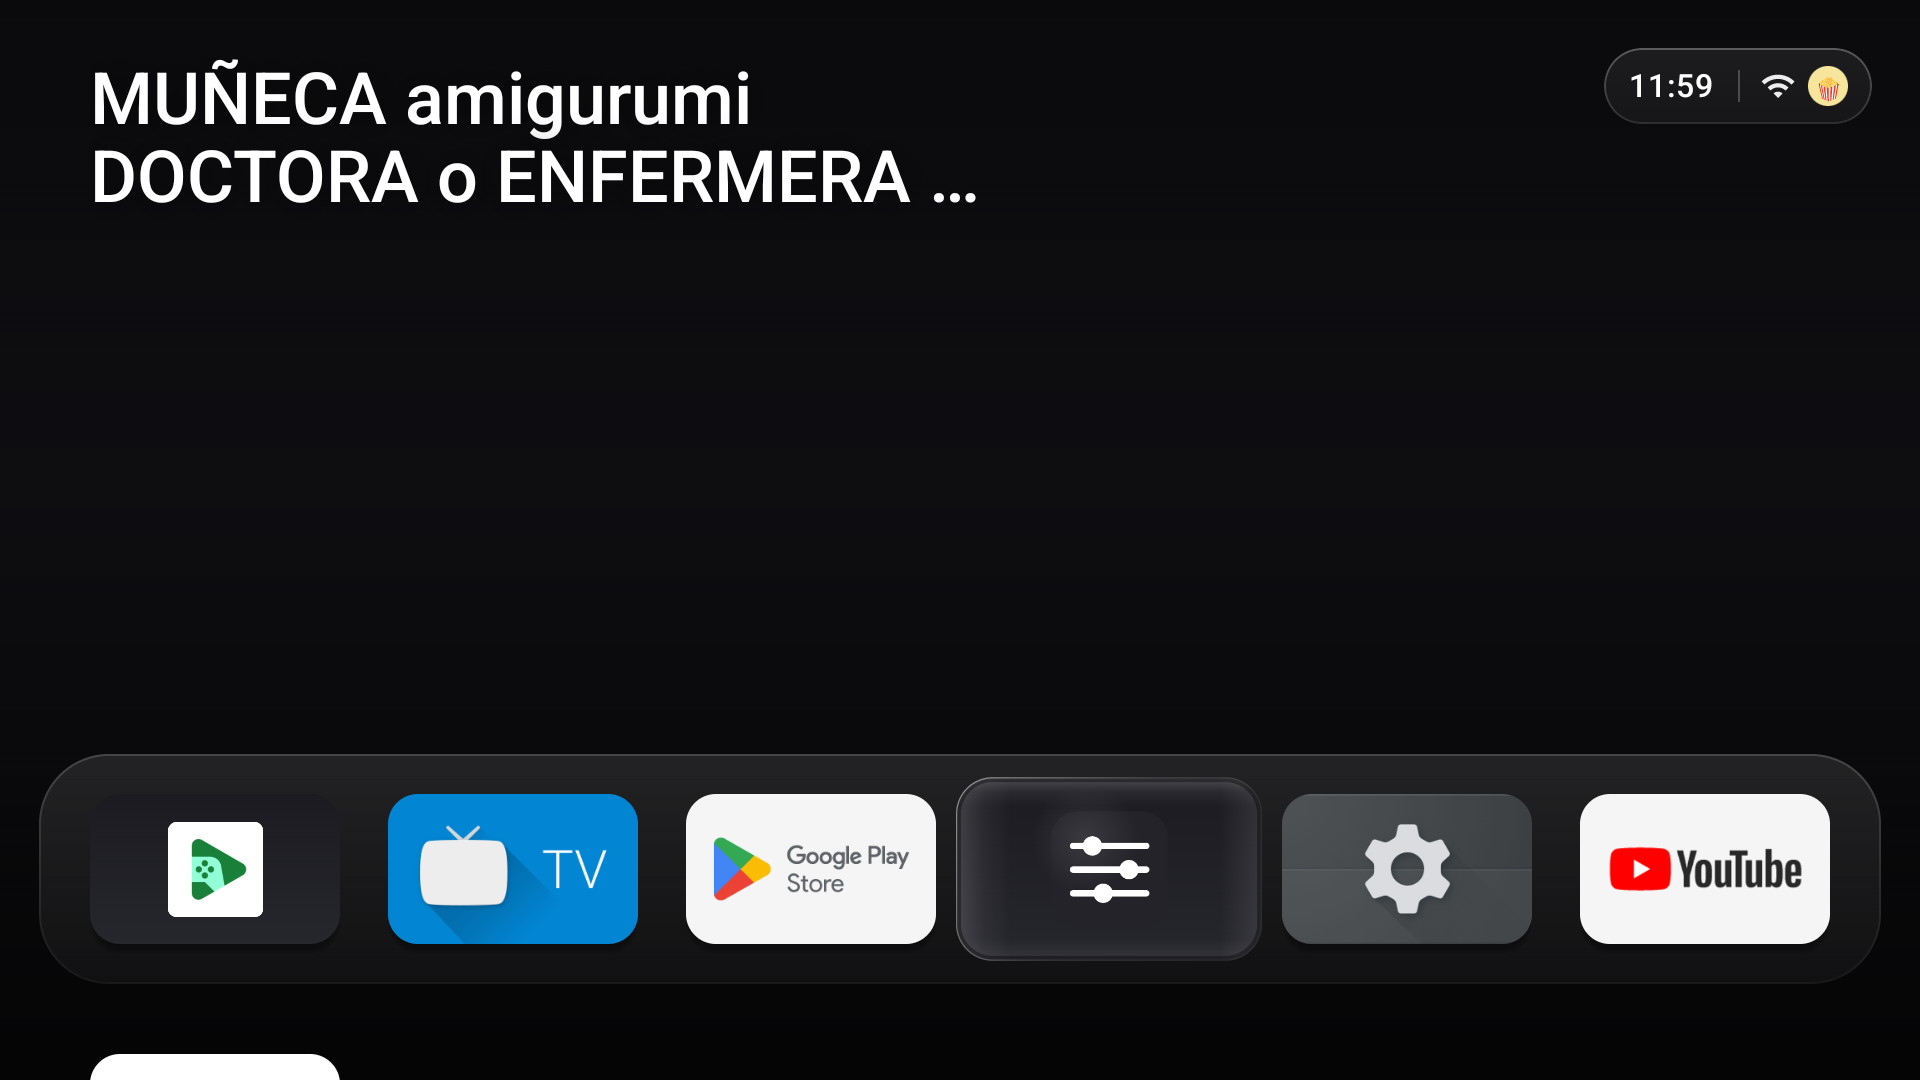 MUÑECA amigurumi
DOCTORA o ENFERMERA ...
11:59
TV
Google Play
Store
YouTube